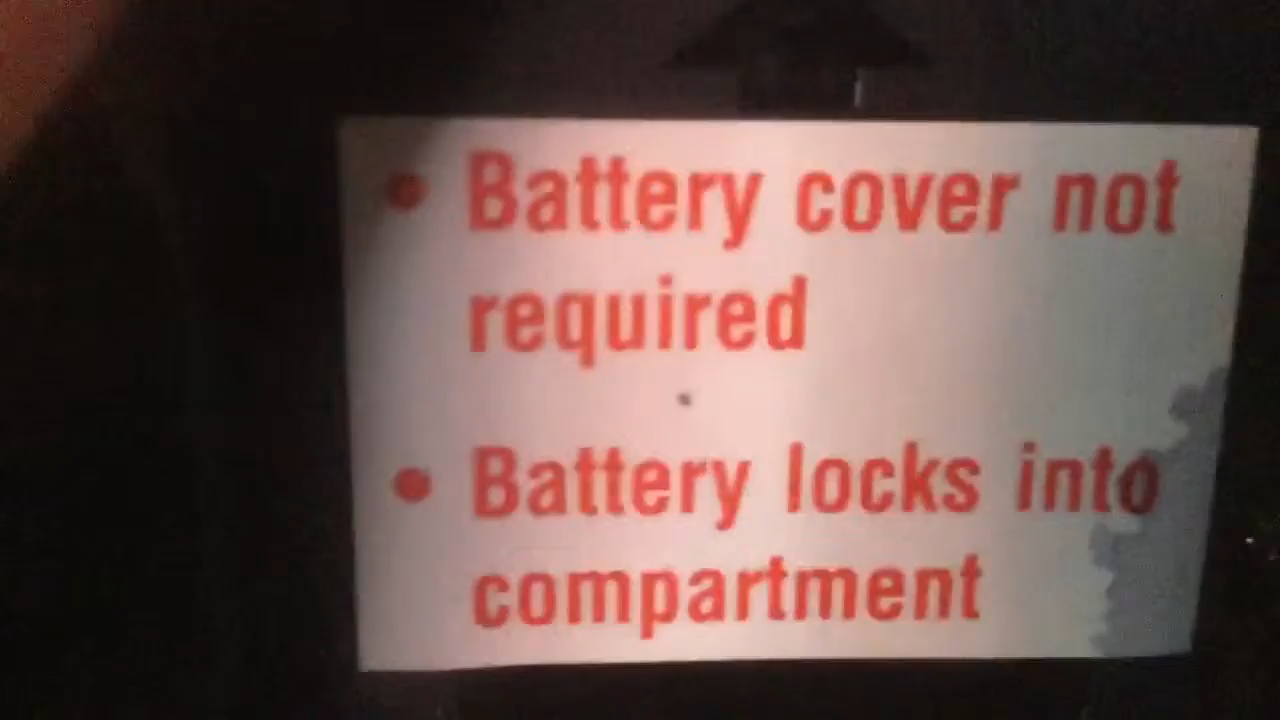 • Battery cover not
required
• Battery locks into
compartment